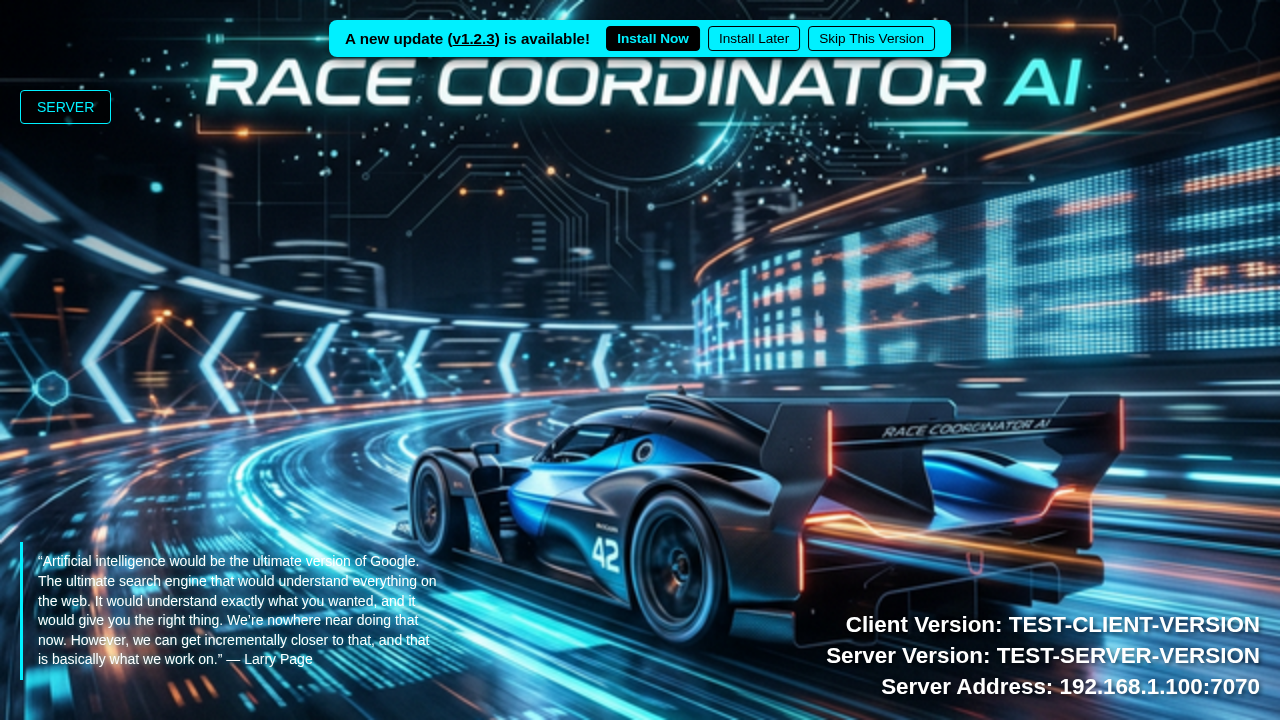 A new update (v1.2.3) is available! Install Now Install Later Skip This Version
RACE COORDINATOR AI
SERVER
RACE COORDINATOR AI
42
“Artificial intelligence would be the ultimate version of Google.
The ultimate search engine that would understand everything on
the web. It would understand exactly what you wanted, and it
would give you the right thing. We’re nowhere near doing that
now. However, we can get incrementally closer to that, and that
is basically what we work on.” — Larry Page
Client Version: TEST-CLIENT-VERSION
Server Version: TEST-SERVER-VERSION
Server Address: 192.168.1.100:7070